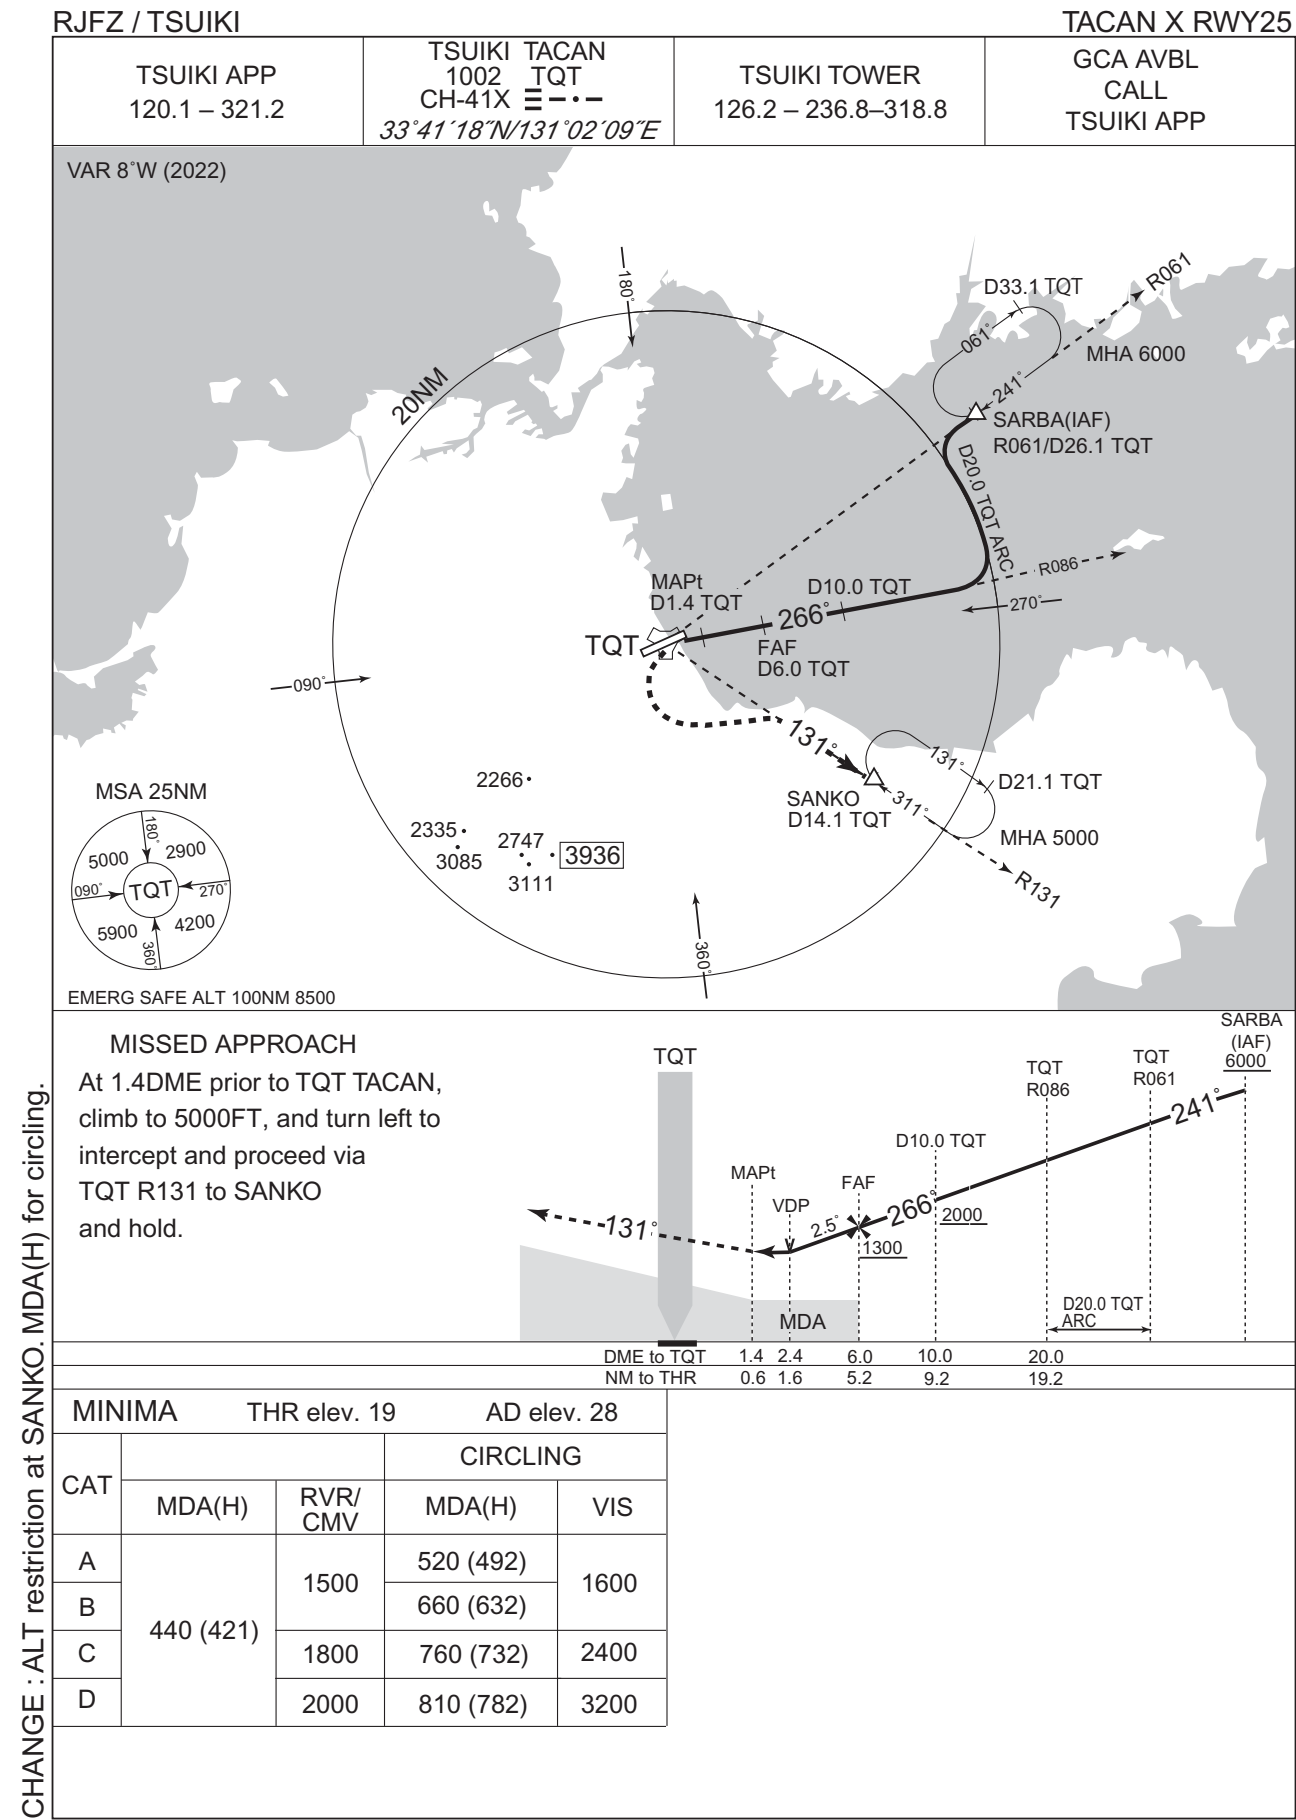 RJFZ / TSUIKI
TACAN X RWY25
TSUIKI APP
120.1 – 321.2
TSUIKI TACAN
1002 TQT
CH-41X
33°41´18˝N/131°02´09˝E
TSUIKI TOWER
126.2 – 236.8–318.8
GCA AVBL
CALL
TSUIKI APP
VAR 8°W (2022)
180°
20NM
D33.1 TQT
R061
061°
MHA 6000
241°
SARBA(IAF)
R061/D26.1 TQT
D20.0 TQT ARC
R086
MAPt
D1.4 TQT
D10.0 TQT
266°
270°
TQT
FAF
D6.0 TQT
090°
131°
131°
D21.1 TQT
SANKO
D14.1 TQT
311°
MHA 5000
R131
2266
2335
3085
2747
3936
3111
360°
MSA 25NM
180°
5000
2900
090°
TQT
270°
5900
4200
360°
EMERG SAFE ALT 100NM 8500
MISSED APPROACH
At 1.4DME prior to TQT TACAN,
climb to 5000FT, and turn left to
intercept and proceed via
TQT R131 to SANKO
and hold.
TQT
SARBA
(IAF)
6000
TQT
R086
TQT
R061
241°
D10.0 TQT
MAPt
FAF
VDP
266°
2000
2.5°
1300
131°
D20.0 TQT
ARC
MDA
DME to TQT 1.4 2.4 6.0 10.0 20.0
NM to THR 0.6 1.6 5.2 9.2 19.2
MINIMA THR elev. 19 AD elev. 28
CAT
CIRCLING
MDA(H)
RVR/
CMV
MDA(H)
VIS
A
520 (492)
1500
1600
B
660 (632)
440 (421)
C 1800 760 (732) 2400
D 2000 810 (782) 3200
CHANGE : ALT restriction at SANKO. MDA(H) for circling.